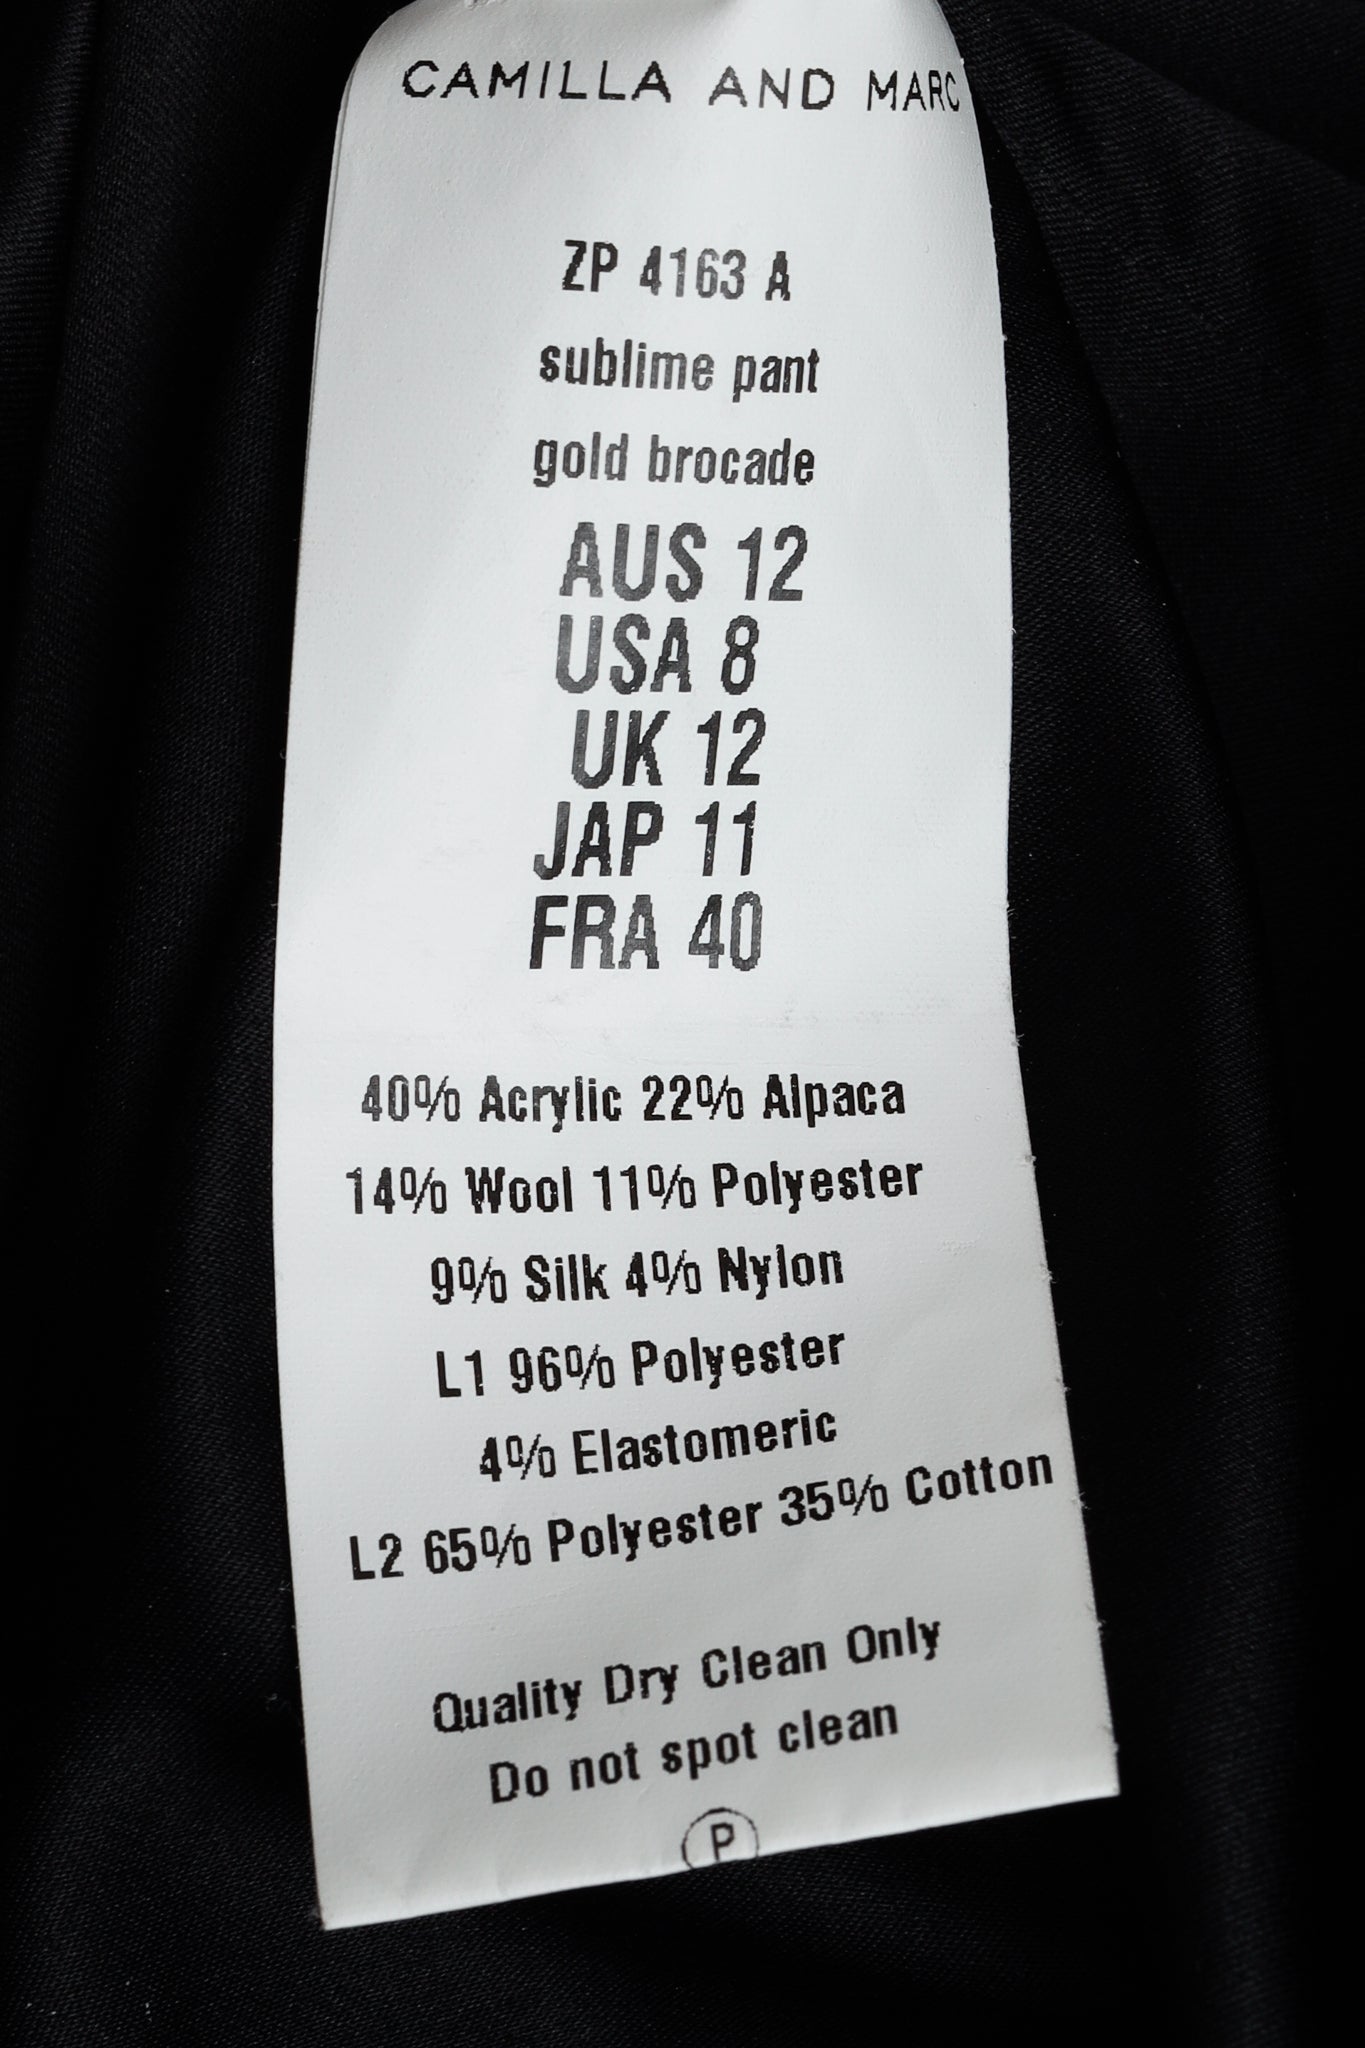 CAMILLA AND MARC
ZP 4163 A
sublime pant
gold brocade
AUS 12
USA 8
UK 12
JAP 11
FRA 40
40% Acrylic 22% Alpaca
14% Wool 11% Polyester
9% Silk 4% Nylon
L1 96% Polyester
4% Elastomeric
L2 65% Polyester 35% Cotton
Quality Dry Clean Only
Do not spot clean
P